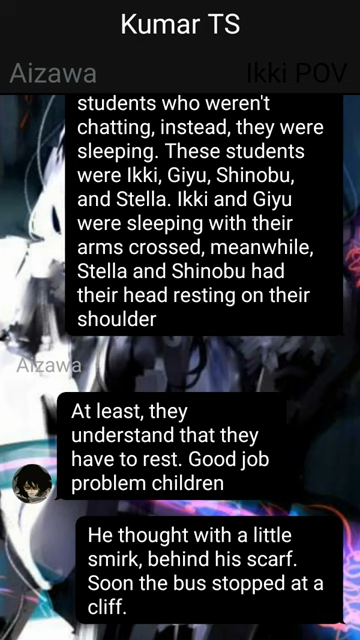 Kumar TS
Aizawa
Ikki POV
students who weren't
chatting, instead, they were
sleeping. These students
were Ikki, Giyu, Shinobu,
and Stella. Ikki and Giyu
were sleeping with their
arms crossed, meanwhile,
Stella and Shinobu had
their head resting on their
shoulder
Aizawa
At least, they
understand that they
have to rest. Good job
problem children
He thought with a little
smirk, behind his scarf.
Soon the bus stopped at a
cliff.